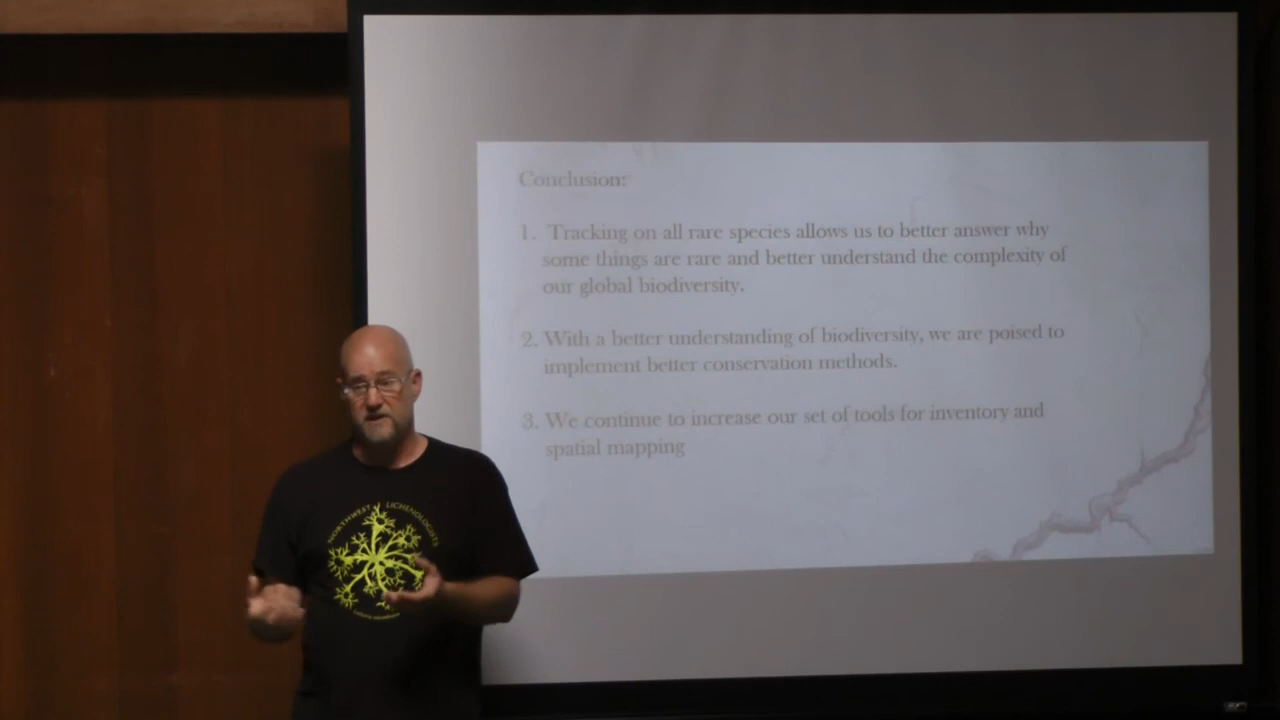 Conclusion:
1. Tracking on all rare species allows us to better answer why
some things are rare and better understand the complexity of
our global biodiversity.
2. With a better understanding of biodiversity, we are poised to
implement better conservation methods.
3. We continue to increase our set of tools for inventory and
spatial mapping
NORTHWEST LICHENOLOGISTS